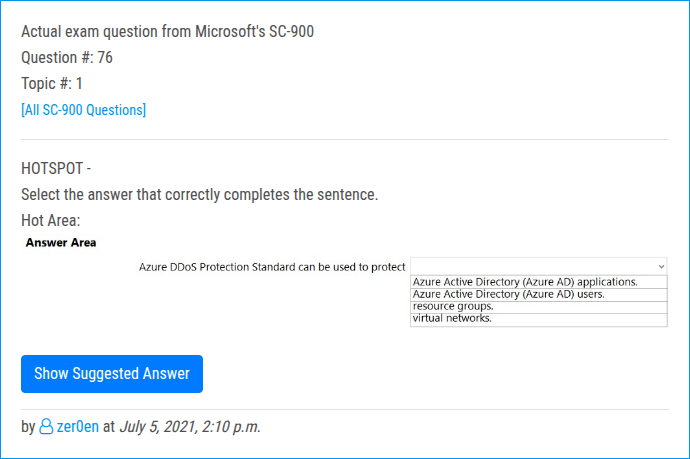 Actual exam question from Microsoft's SC-900
Question #: 76
Topic #: 1
[All SC-900 Questions]
HOTSPOT -
Select the answer that correctly completes the sentence.
Hot Area:
Answer Area
Azure DDoS Protection Standard can be used to protect
Azure Active Directory (Azure AD) applications.
Azure Active Directory (Azure AD) users.
resource groups.
virtual networks.
Show Suggested Answer
by zer0en at July 5, 2021, 2:10 p.m.